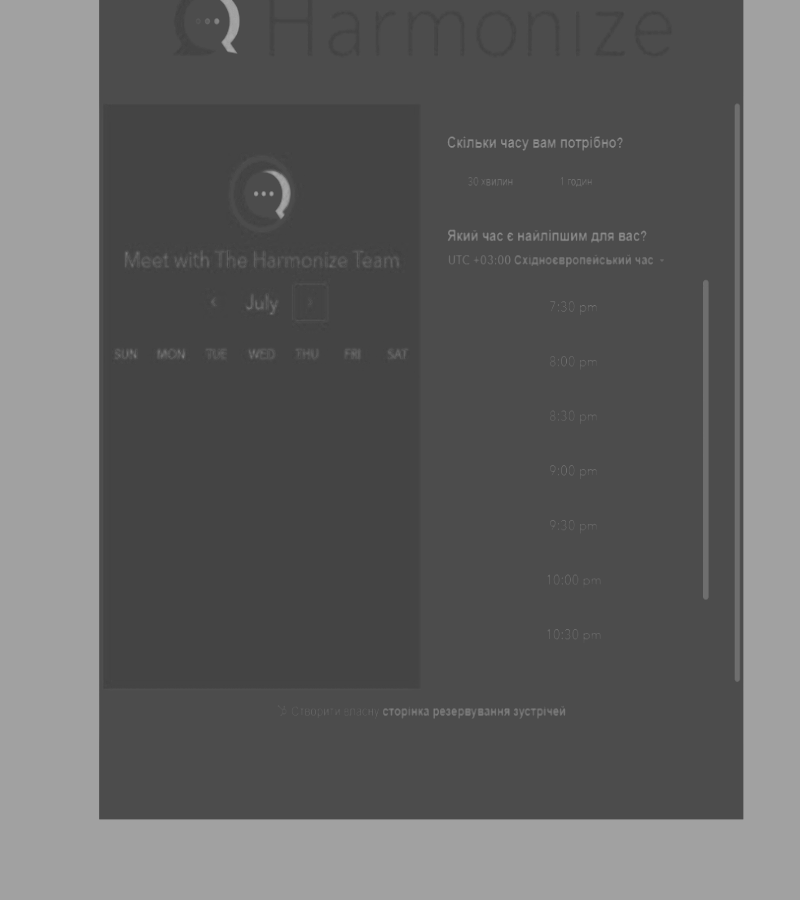 Harmonize
Meet with The Harmonize Team
July
SUN MON TUE WED THU FRI SAT
Скільки часу вам потрібно?
30 хвилин 1 годин
Який час є найліпшим для вас?
UTC +03:00 Східноєвропейський час
7:30 pm
8:00 pm
8:30 pm
9:00 pm
9:30 pm
10:00 pm
10:30 pm
Створити власну сторінка резервування зустрічей